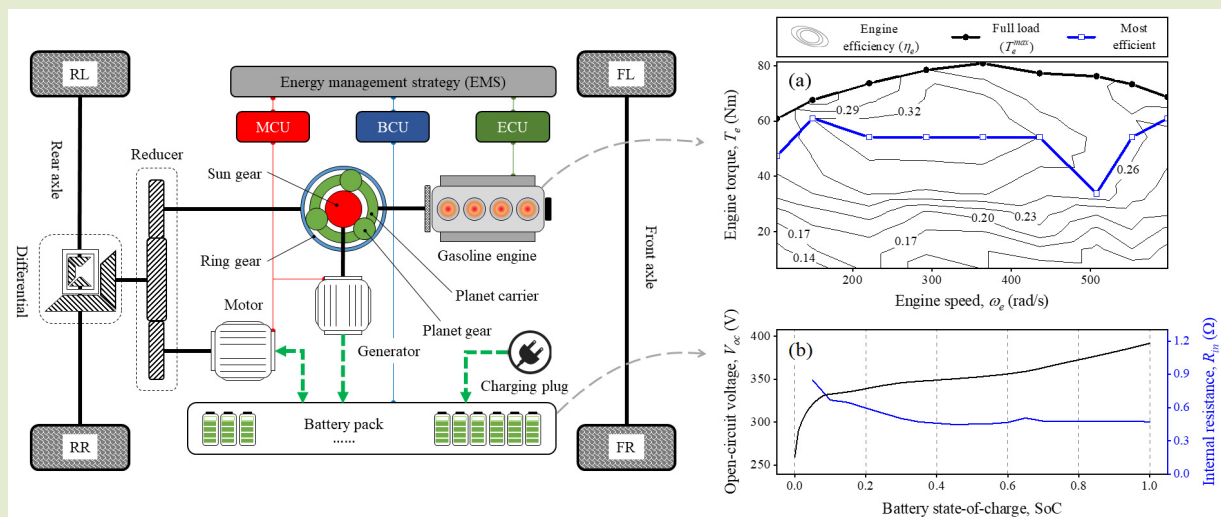 RL
FL
Energy management strategy (EMS)
MCU
BCU
ECU
Rear axle
Reducer
Sun gear
Ring gear
Gasoline engine
Planet carrier
Planet gear
Front axle
Differential
Motor
Generator
Charging plug
Battery pack
......
RR
FR
Engine
efficiency (ηe)
Full load
(Te^max)
Most
efficient
(a)
80
60
40
20
Engine torque, Te (Nm)
0.29
0.32
0.26
0.23
0.20
0.17
0.17
0.14
200
300
400
500
Engine speed, ωe (rad/s)
(b)
400
350
300
250
Open-circuit voltage, Voc (V)
1.2
0.9
0.6
0.3
0.0
Internal resistance, Rin (Ω)
0.0
0.2
0.4
0.6
0.8
1.0
Battery state-of-charge, SoC